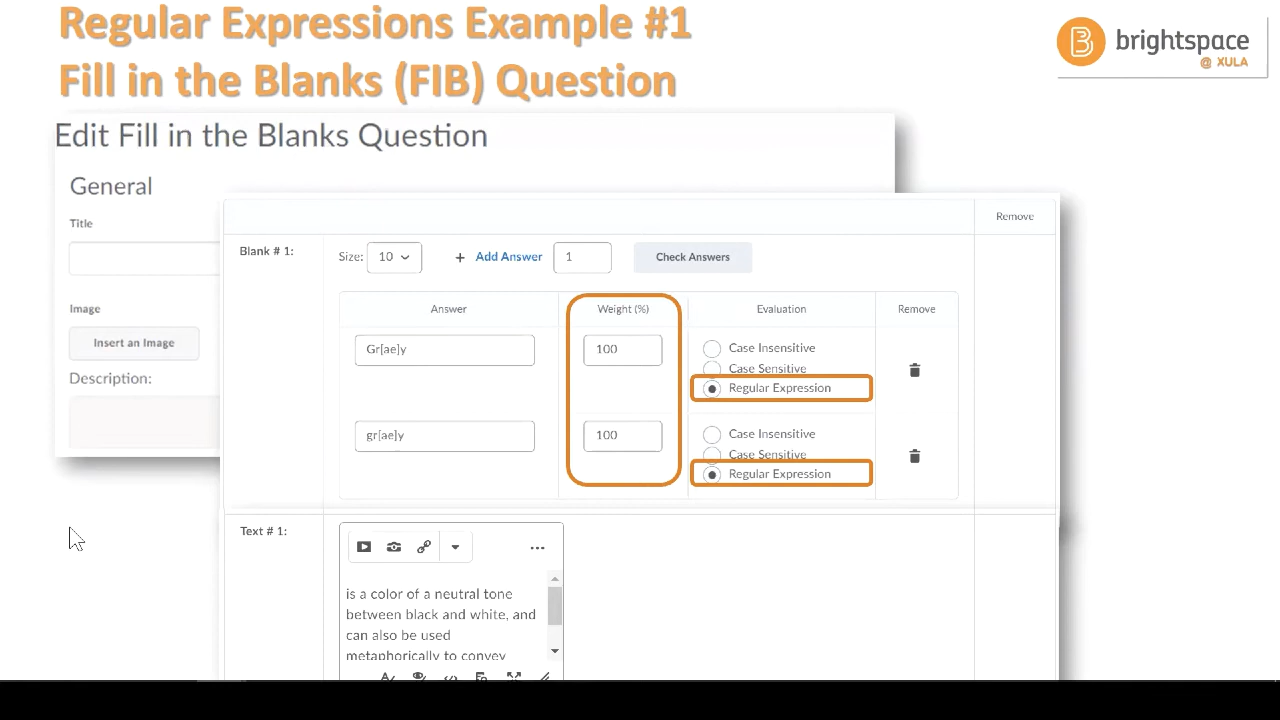 Regular Expressions Example #1
Fill in the Blanks (FIB) Question
brightspace
@ XULA
Edit Fill in the Blanks Question
General
Title
Image
Insert an Image
Description:
Remove
Blank # 1:
Size: 10
+ Add Answer 1
Check Answers
Answer
Weight (%)
Evaluation
Remove
Gr[ae]y
100
Case Insensitive
Case Sensitive
Regular Expression
gr[ae]y
100
Case Insensitive
Case Sensitive
Regular Expression
Text # 1:
is a color of a neutral tone
between black and white, and
can also be used
metaphorically to convey